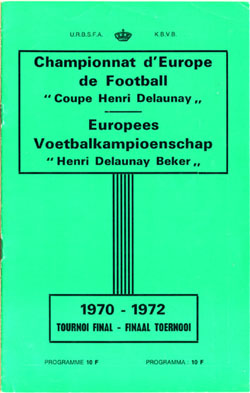 U.R.B.S.F.A. K.B.V.B.
Championnat d'Europe
de Football
“ Coupe Henri Delaunay „
Europees
Voetbalkampioenschap
“ Henri Delaunay Beker „
1970 - 1972
TOURNOI FINAL - FINAAL TOERNOOI
PROGRAMME 10 F PROGRAMMA : 10 F